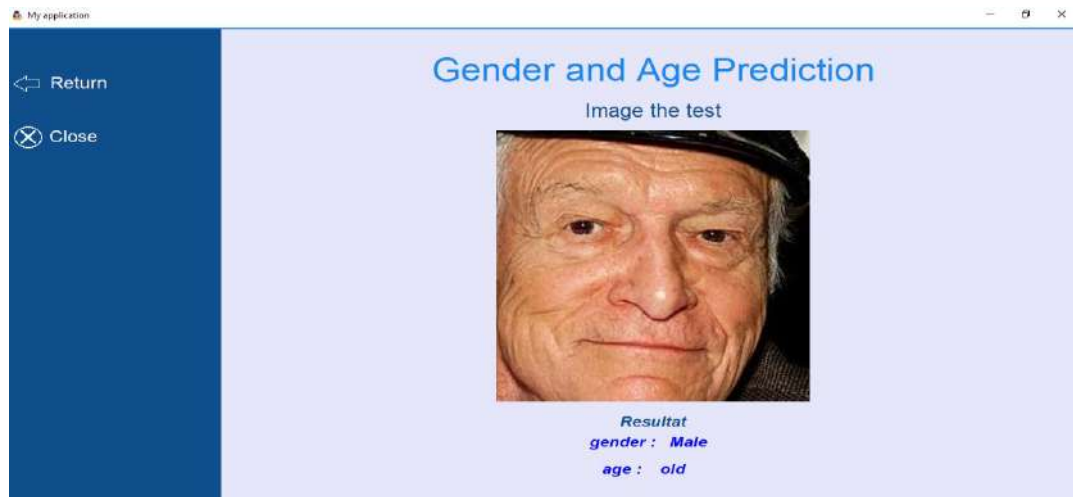 My application
Return
Close
Gender and Age Prediction
Image the test
Resultat
gender : Male
age : old